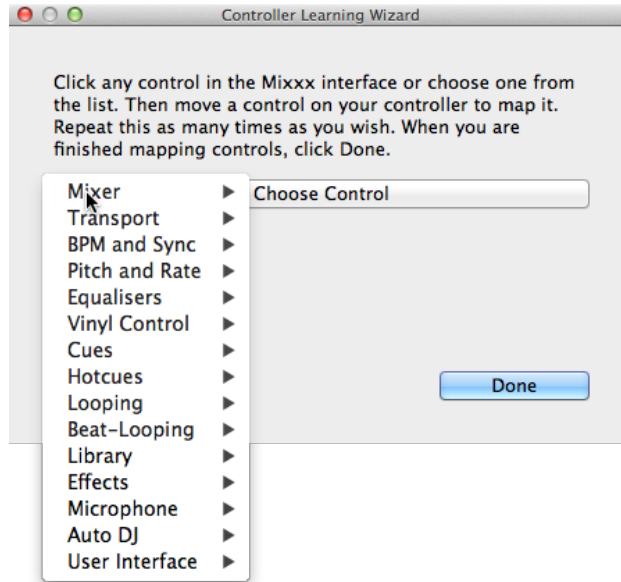 Controller Learning Wizard
Click any control in the Mixxx interface or choose one from
the list. Then move a control on your controller to map it.
Repeat this as many times as you wish. When you are
finished mapping controls, click Done.
Choose Control
Mixer
Transport
BPM and Sync
Pitch and Rate
Equalisers
Vinyl Control
Cues
Hotcues
Looping
Beat-Looping
Library
Effects
Microphone
Auto DJ
User Interface
Done